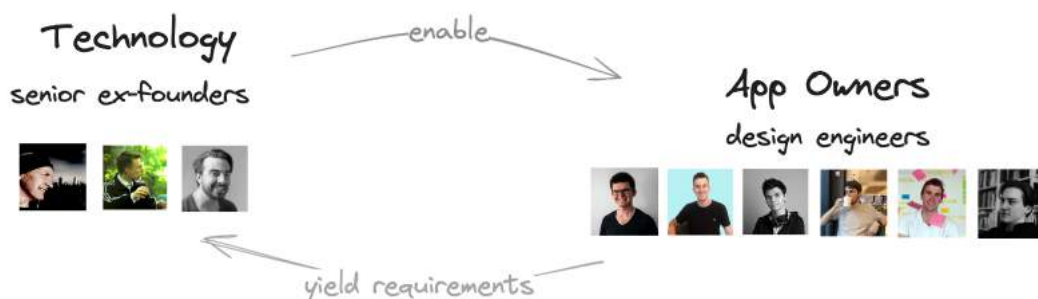 Technology
senior ex-founders
enable
App Owners
design engineers
yield requirements